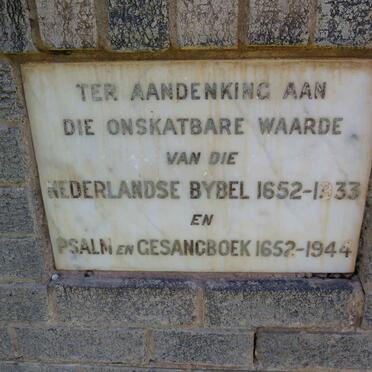 TER AANDENKING AAN
DIE ONSKATBARE WAARDE
VAN DIE
NEDERLANDSE BYBEL 1652-1933
EN
PSALM EN GESANGBOEK 1652-1944